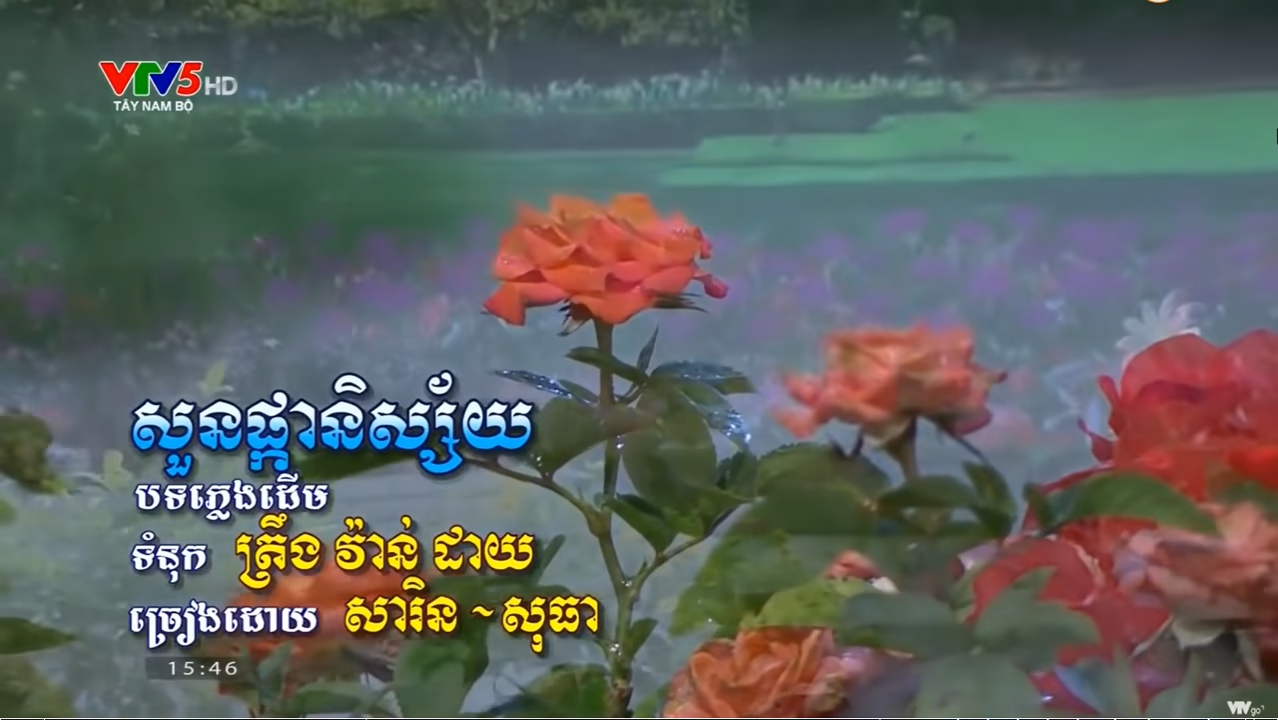 VTV5 HD
TÂY NAM BỘ
សួនផ្កានិស្ស័យ
បទភ្លេងដើម
ទំនុក ត្រឹង វ៉ាន់ ដាយ
ច្រៀងដោយ សារិន ~ សុធា
15:46
VTV go